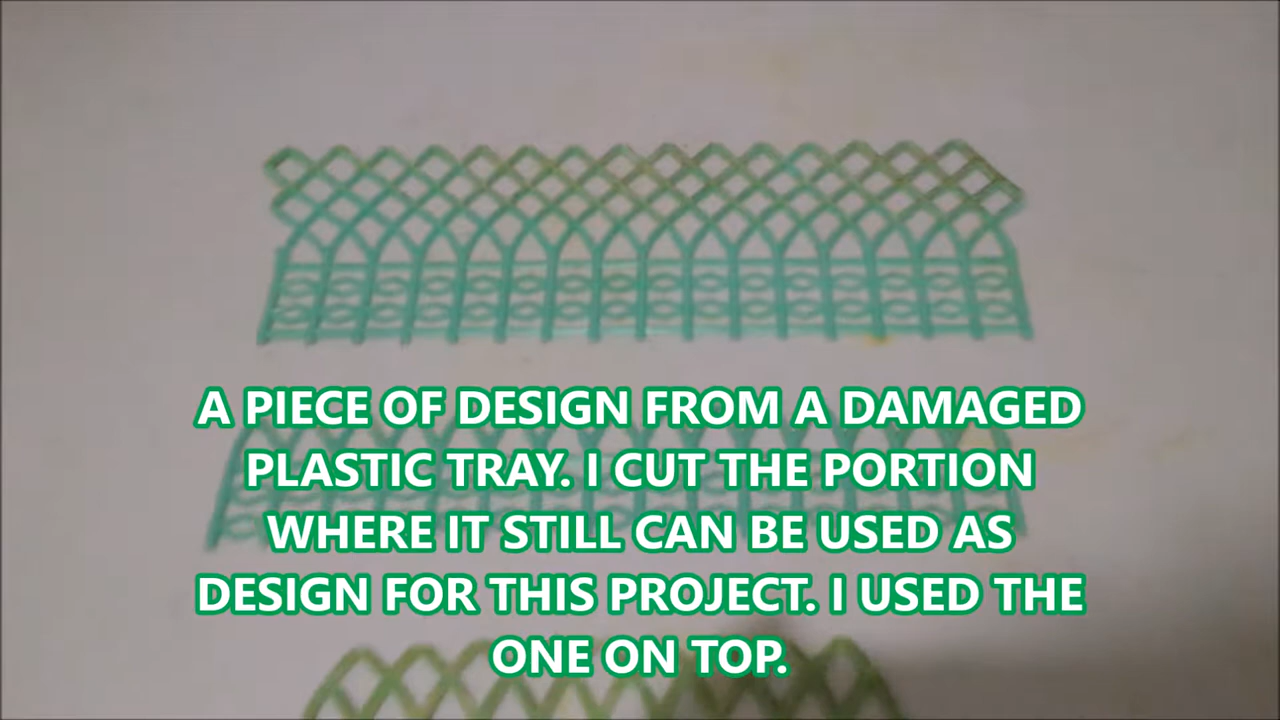 A PIECE OF DESIGN FROM A DAMAGED
PLASTIC TRAY. I CUT THE PORTION
WHERE IT STILL CAN BE USED AS
DESIGN FOR THIS PROJECT. I USED THE
ONE ON TOP.